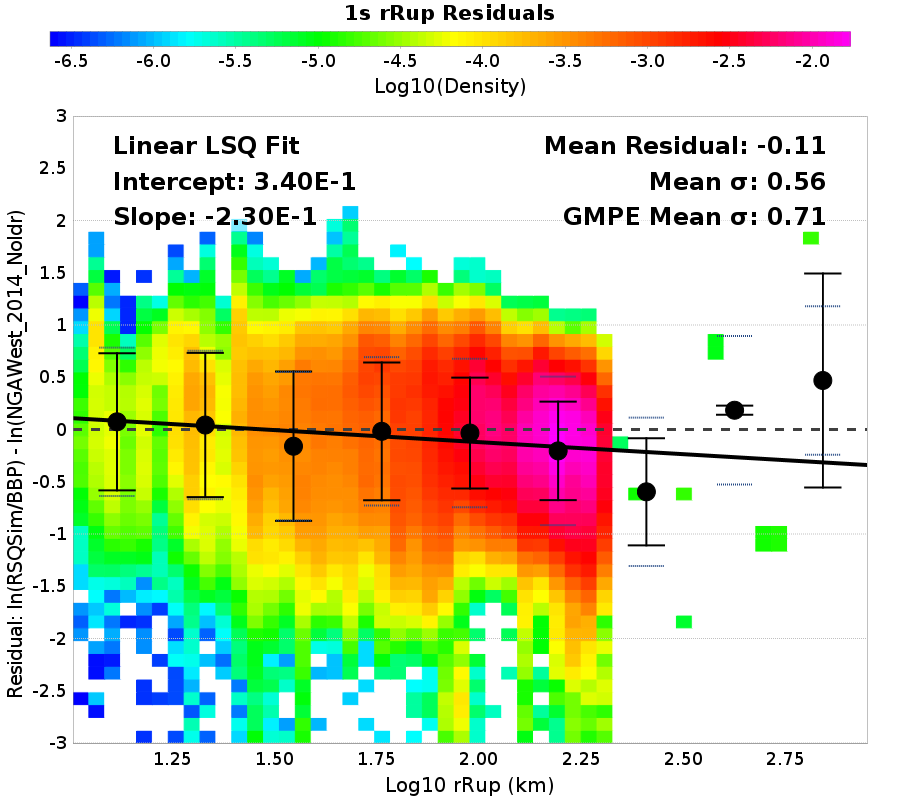 1s rRup Residuals
-6.5 -6.0 -5.5 -5.0 -4.5 -4.0 -3.5 -3.0 -2.5 -2.0
Log10(Density)
Linear LSQ Fit
Intercept: 3.40E-1
Slope: -2.30E-1
Mean Residual: -0.11
Mean σ: 0.56
GMPE Mean σ: 0.71
Residual: ln(RSQSim/BBP) - ln(NGAWest_2014_NoIdr)
3
2.5
2
1.5
1
0.5
0
-0.5
-1
-1.5
-2
-2.5
-3
1.25 1.50 1.75 2.00 2.25 2.50 2.75
Log10 rRup (km)